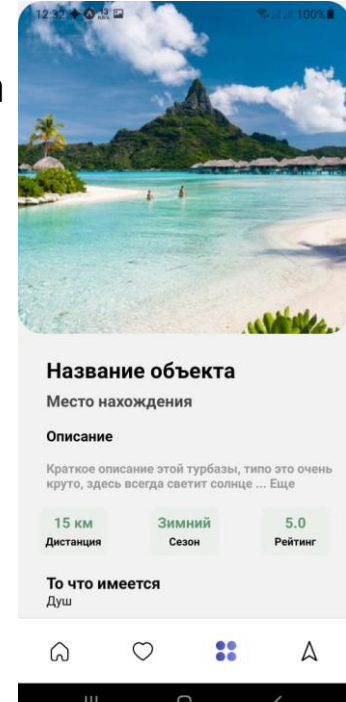 12:32
100%
Название объекта
Место нахождения
Описание
Краткое описание этой турбазы, типо это очень
круто, здесь всегда светит солнце ... Еще
15 км Зимний 5.0
Дистанция Сезон Рейтинг
То что имеется
Душ